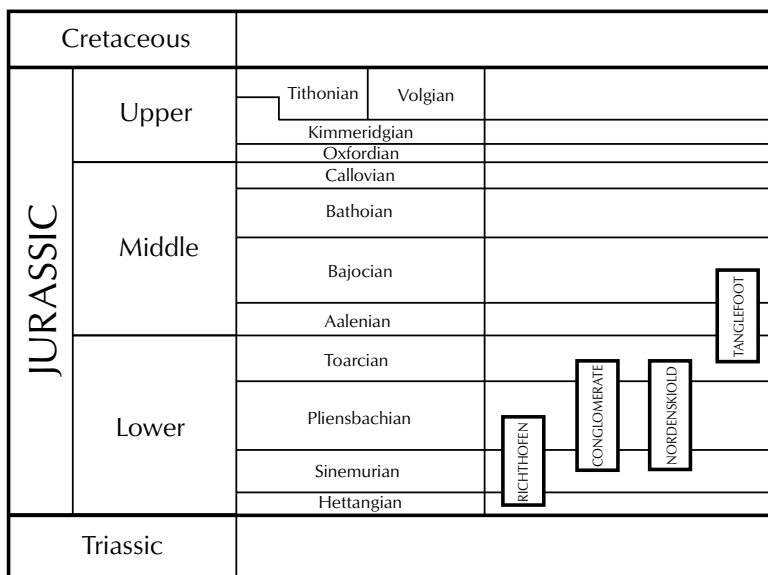 Cretaceous
JURASSIC
Upper
Tithonian Volgian
Kimmeridgian
Oxfordian
Middle
Callovian
Bathoian
Bajocian
Aalenian
Lower
Toarcian
Pliensbachian
Sinemurian
Hettangian
RICHTHOFEN
CONGLOMERATE
NORDENSKIOLD
TANGLEFOOT
Triassic